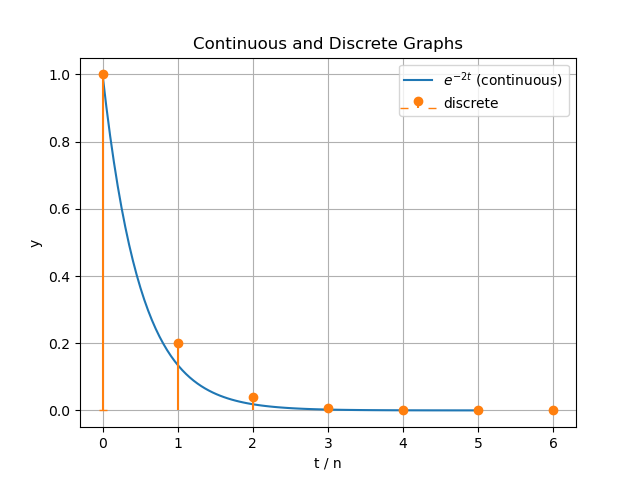 Continuous and Discrete Graphs
e^{-2t} (continuous)
discrete
y
1.0
0.8
0.6
0.4
0.2
0.0
0 1 2 3 4 5 6
t / n